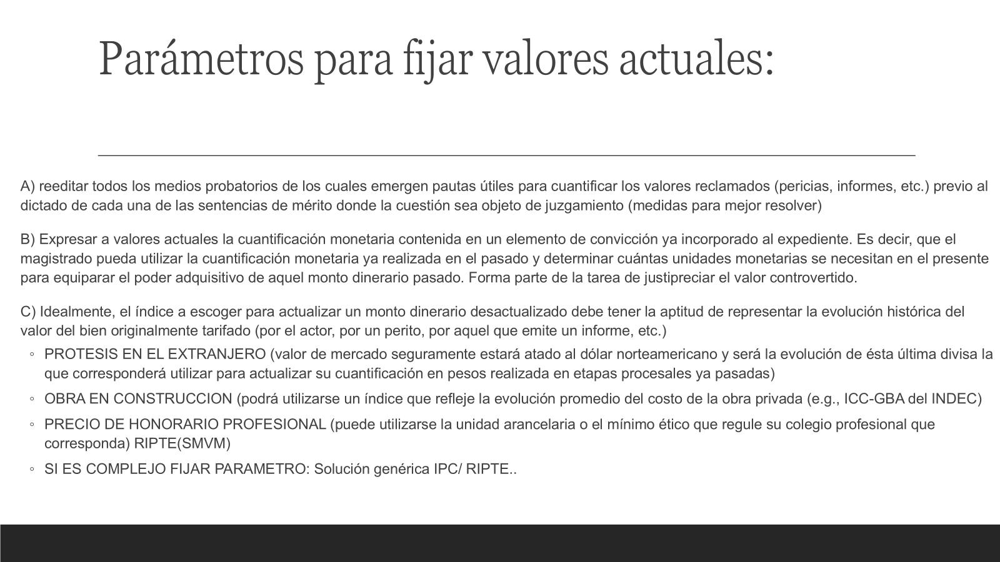 Parámetros para fijar valores actuales:
A) reeditar todos los medios probatorios de los cuales emergen pautas útiles para cuantificar los valores reclamados (pericias, informes, etc.) previo al
dictado de cada una de las sentencias de mérito donde la cuestión sea objeto de juzgamiento (medidas para mejor resolver)
B) Expresar a valores actuales la cuantificación monetaria contenida en un elemento de convicción ya incorporado al expediente. Es decir, que el
magistrado pueda utilizar la cuantificación monetaria ya realizada en el pasado y determinar cuántas unidades monetarias se necesitan en el presente
para equiparar el poder adquisitivo de aquel monto dinerario pasado. Forma parte de la tarea de justipreciar el valor controvertido.
C) Idealmente, el índice a escoger para actualizar un monto dinerario desactualizado debe tener la aptitud de representar la evolución histórica del
valor del bien originalmente tarifado (por el actor, por un perito, por aquel que emite un informe, etc.)
◦ PROTESIS EN EL EXTRANJERO (valor de mercado seguramente estará atado al dólar norteamericano y será la evolución de ésta última divisa la
que corresponderá utilizar para actualizar su cuantificación en pesos realizada en etapas procesales ya pasadas)
◦ OBRA EN CONSTRUCCION (podrá utilizarse un índice que refleje la evolución promedio del costo de la obra privada (e.g., ICC-GBA del INDEC)
◦ PRECIO DE HONORARIO PROFESIONAL (puede utilizarse la unidad arancelaria o el mínimo ético que regule su colegio profesional que
corresponda) RIPTE(SMVM)
◦ SI ES COMPLEJO FIJAR PARAMETRO: Solución genérica IPC/ RIPTE..